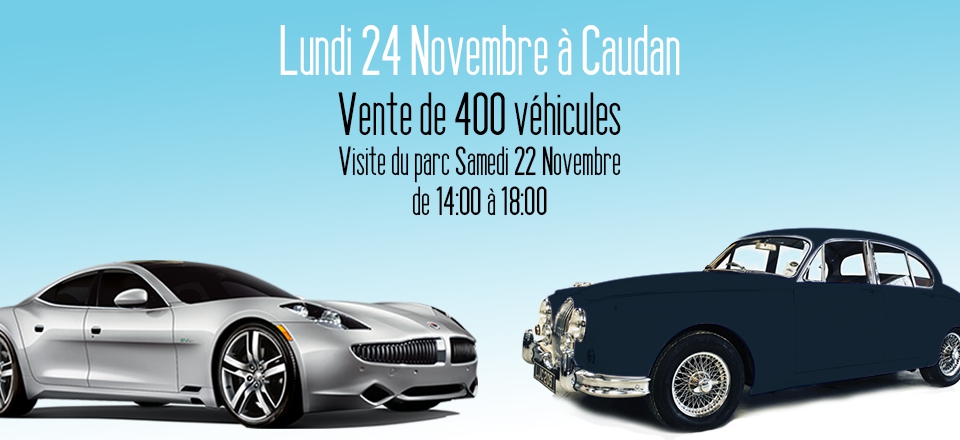 Lundi 24 Novembre à Caudan
Vente de 400 véhicules
Visite du parc Samedi 22 Novembre
de 14:00 à 18:00